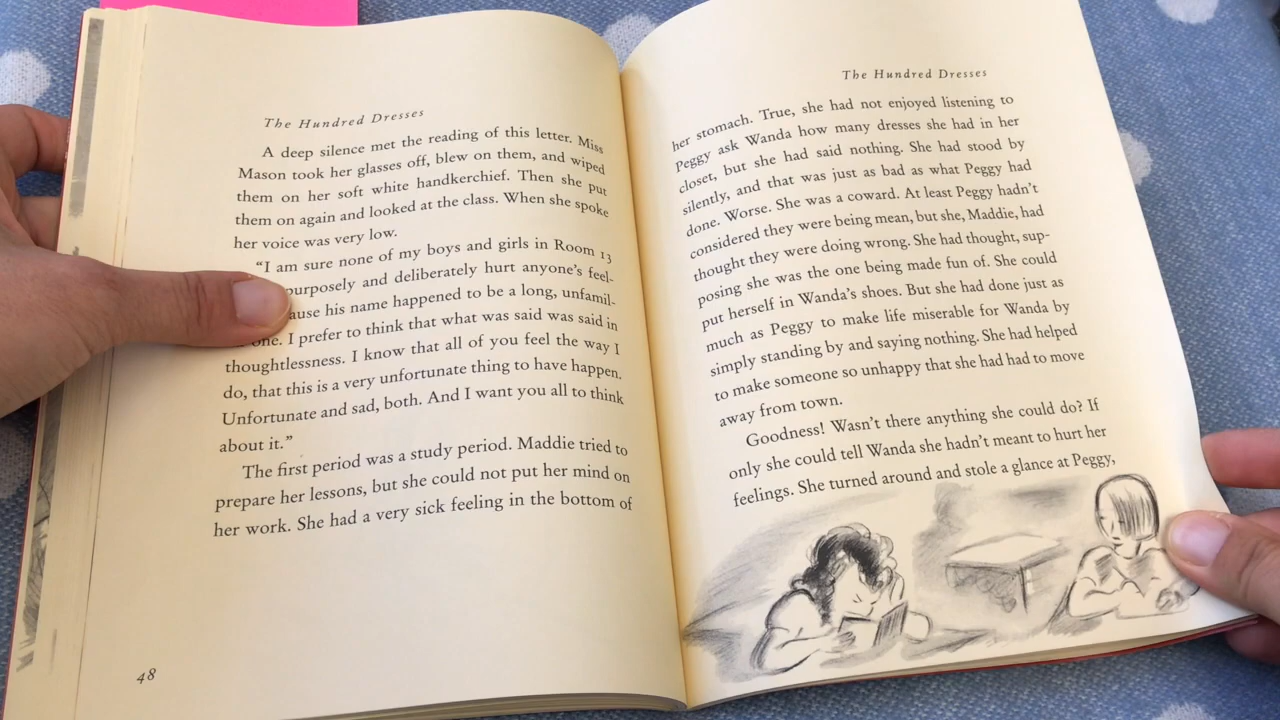 The Hundred Dresses
A deep silence met the reading of this letter. Miss
Mason took her glasses off, blew on them, and wiped
them on her soft white handkerchief. Then she put
them on again and looked at the class. When she spoke
her voice was very low.
“I am sure none of my boys and girls in Room 13
purposely and deliberately hurt anyone’s feel-
ause his name happened to be a long, unfamil-
one. I prefer to think that what was said was said in
thoughtlessness. I know that all of you feel the way I
do, that this is a very unfortunate thing to have happen.
Unfortunate and sad, both. And I want you all to think
about it.”
The first period was a study period. Maddie tried to
prepare her lessons, but she could not put her mind on
her work. She had a very sick feeling in the bottom of
48
The Hundred Dresses
her stomach. True, she had not enjoyed listening to
Peggy ask Wanda how many dresses she had in her
closet, but she had said nothing. She had stood by
silently, and that was just as bad as what Peggy had
done. Worse. She was a coward. At least Peggy hadn’t
considered they were being mean, but she, Maddie, had
thought they were doing wrong. She had thought, sup-
posing she was the one being made fun of. She could
put herself in Wanda’s shoes. But she had done just as
much as Peggy to make life miserable for Wanda by
simply standing by and saying nothing. She had helped
to make someone so unhappy that she had had to move
away from town.
Goodness! Wasn’t there anything she could do? If
only she could tell Wanda she hadn’t meant to hurt her
feelings. She turned around and stole a glance at Peggy,